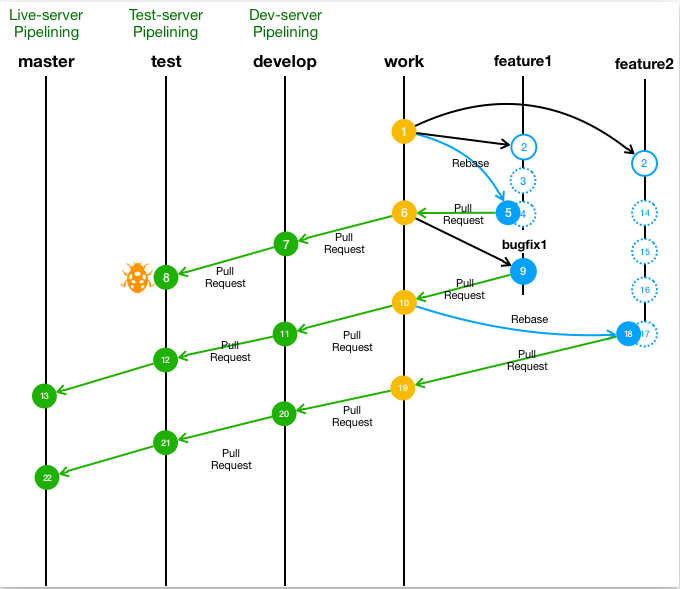 Live-server
Pipelining
Test-server
Pipelining
Dev-server
Pipelining
master
test
develop
work
feature1
feature2
1
2
2
Rebase
3
6
Pull
Request
5
4
14
7
Pull
Request
bugfix1
15
8
Pull
Request
9
Pull
Request
16
10
Rebase
11
Pull
Request
18
17
12
Pull
Request
Pull
Request
13
19
20
Pull
Request
21
Pull
Request
22